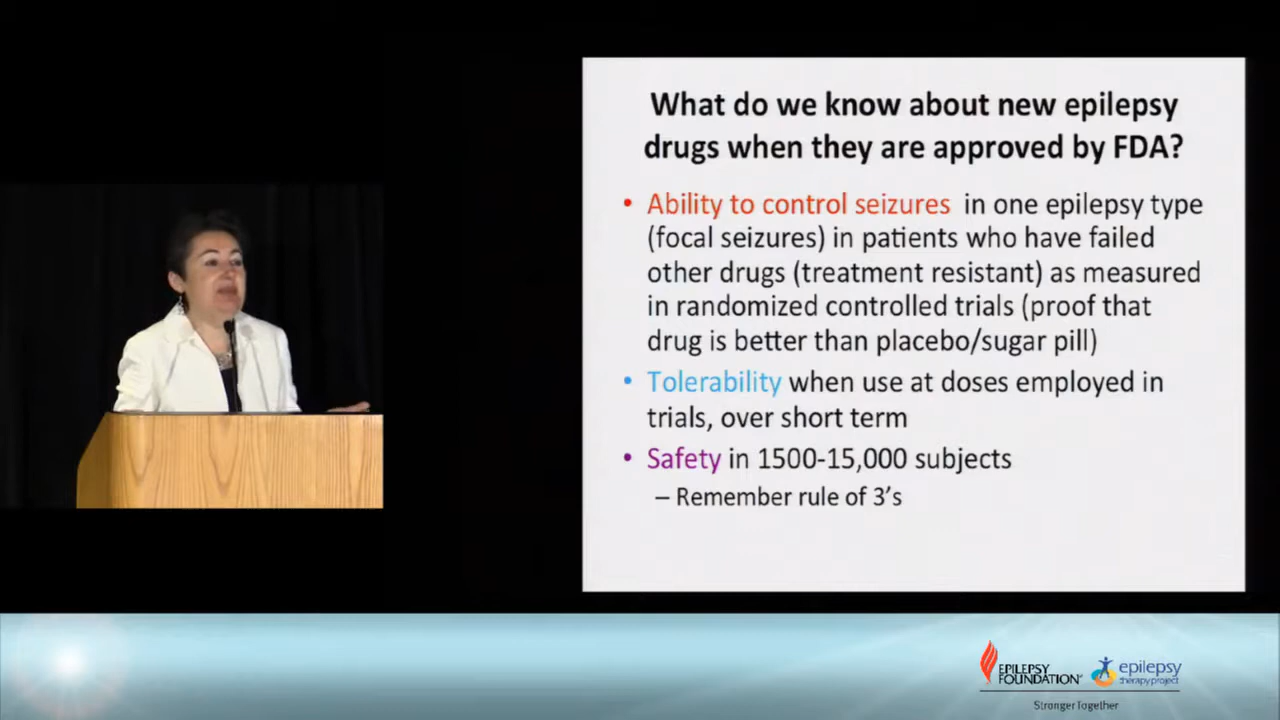 What do we know about new epilepsy
drugs when they are approved by FDA?
• Ability to control seizures in one epilepsy type
(focal seizures) in patients who have failed
other drugs (treatment resistant) as measured
in randomized controlled trials (proof that
drug is better than placebo/sugar pill)
• Tolerability when use at doses employed in
trials, over short term
• Safety in 1500-15,000 subjects
– Remember rule of 3's
EPILEPSY
FOUNDATION
epilepsy
therapy project
Stronger Together